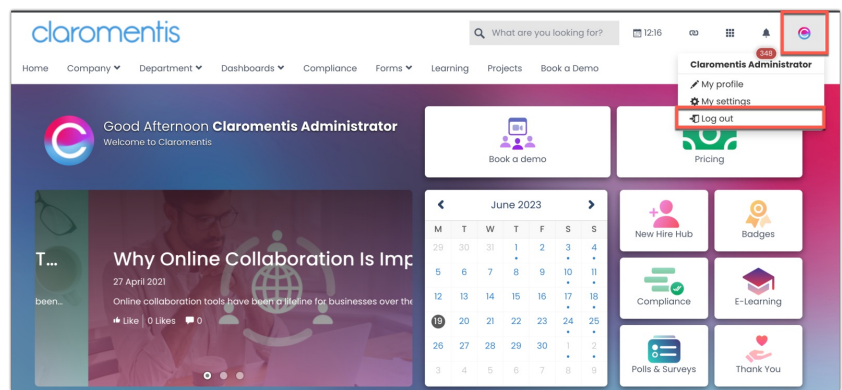 claromentis
What are you looking for?
12:16
348
Home Company Department Dashboards Compliance Forms Learning Projects Book a Demo
Claromentis Administrator
My profile
My settings
Log out
Good Afternoon Claromentis Administrator
Welcome to Claromentis
Book a demo
Pricing
T...
been...
Why Online Collaboration Is Imp
27 April 2021
Online collaboration tools have been a lifeline for businesses over the
Like 0 Likes 0
June 2023
M T W T F S S
29 30 31 1 2 3 4
5 6 7 8 9 10 11
12 13 14 15 16 17 18
19 20 21 22 23 24 25
26 27 28 29 30 1 2
3 4 5 6 7 8 9
New Hire Hub
Badges
Compliance
E-Learning
Polls & Surveys
Thank You